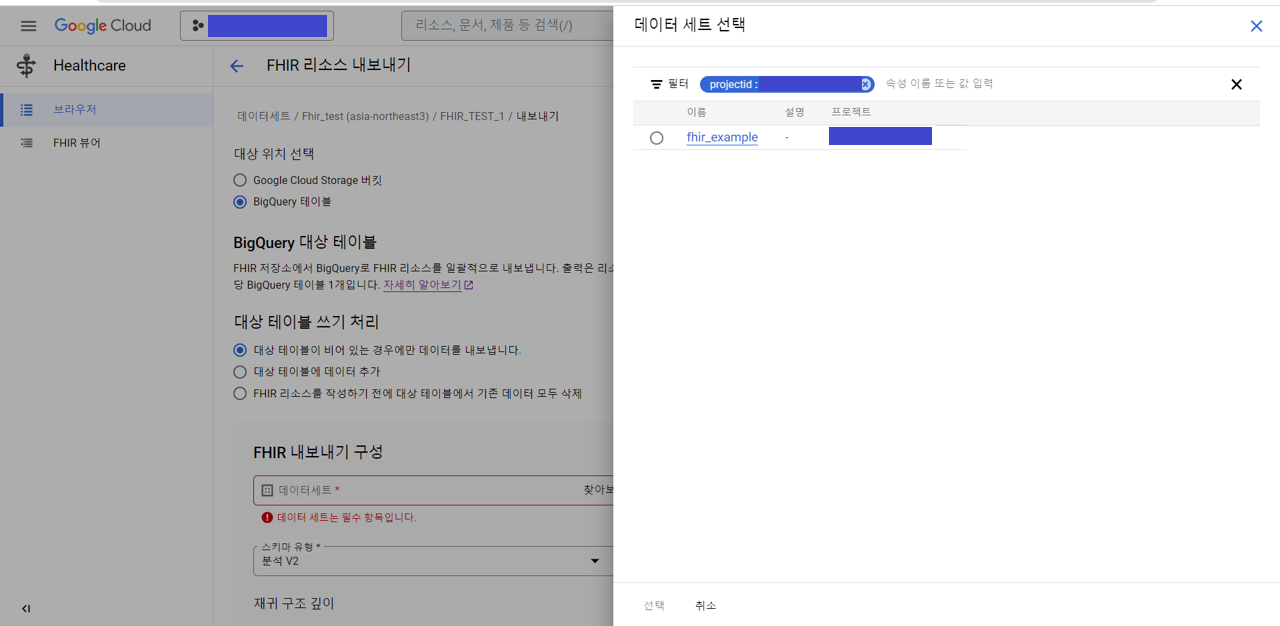 Google Cloud
리소스, 문서, 제품 등 검색(/)
데이터 세트 선택
Healthcare
FHIR 리소스 내보내기
브라우저
FHIR 뷰어
데이터세트 / Fhir_test (asia-northeast3) / FHIR_TEST_1 / 내보내기
대상 위치 선택
Google Cloud Storage 버킷
BigQuery 테이블
BigQuery 대상 테이블
FHIR 저장소에서 BigQuery로 FHIR 리소스를 일괄적으로 내보냅니다. 출력은 리소
당 BigQuery 테이블 1개입니다. 자세히 알아보기
대상 테이블 쓰기 처리
대상 테이블이 비어 있는 경우에만 데이터를 내보냅니다.
대상 테이블에 데이터 추가
FHIR 리소스를 작성하기 전에 대상 테이블에서 기존 데이터 모두 삭제
FHIR 내보내기 구성
데이터세트 * 찾아보
데이터 세트는 필수 항목입니다.
스키마 유형 *
분석 V2
재귀 구조 깊이
필터 projectid : 속성 이름 또는 값 입력
이름 설명 프로젝트
fhir_example -
선택 취소